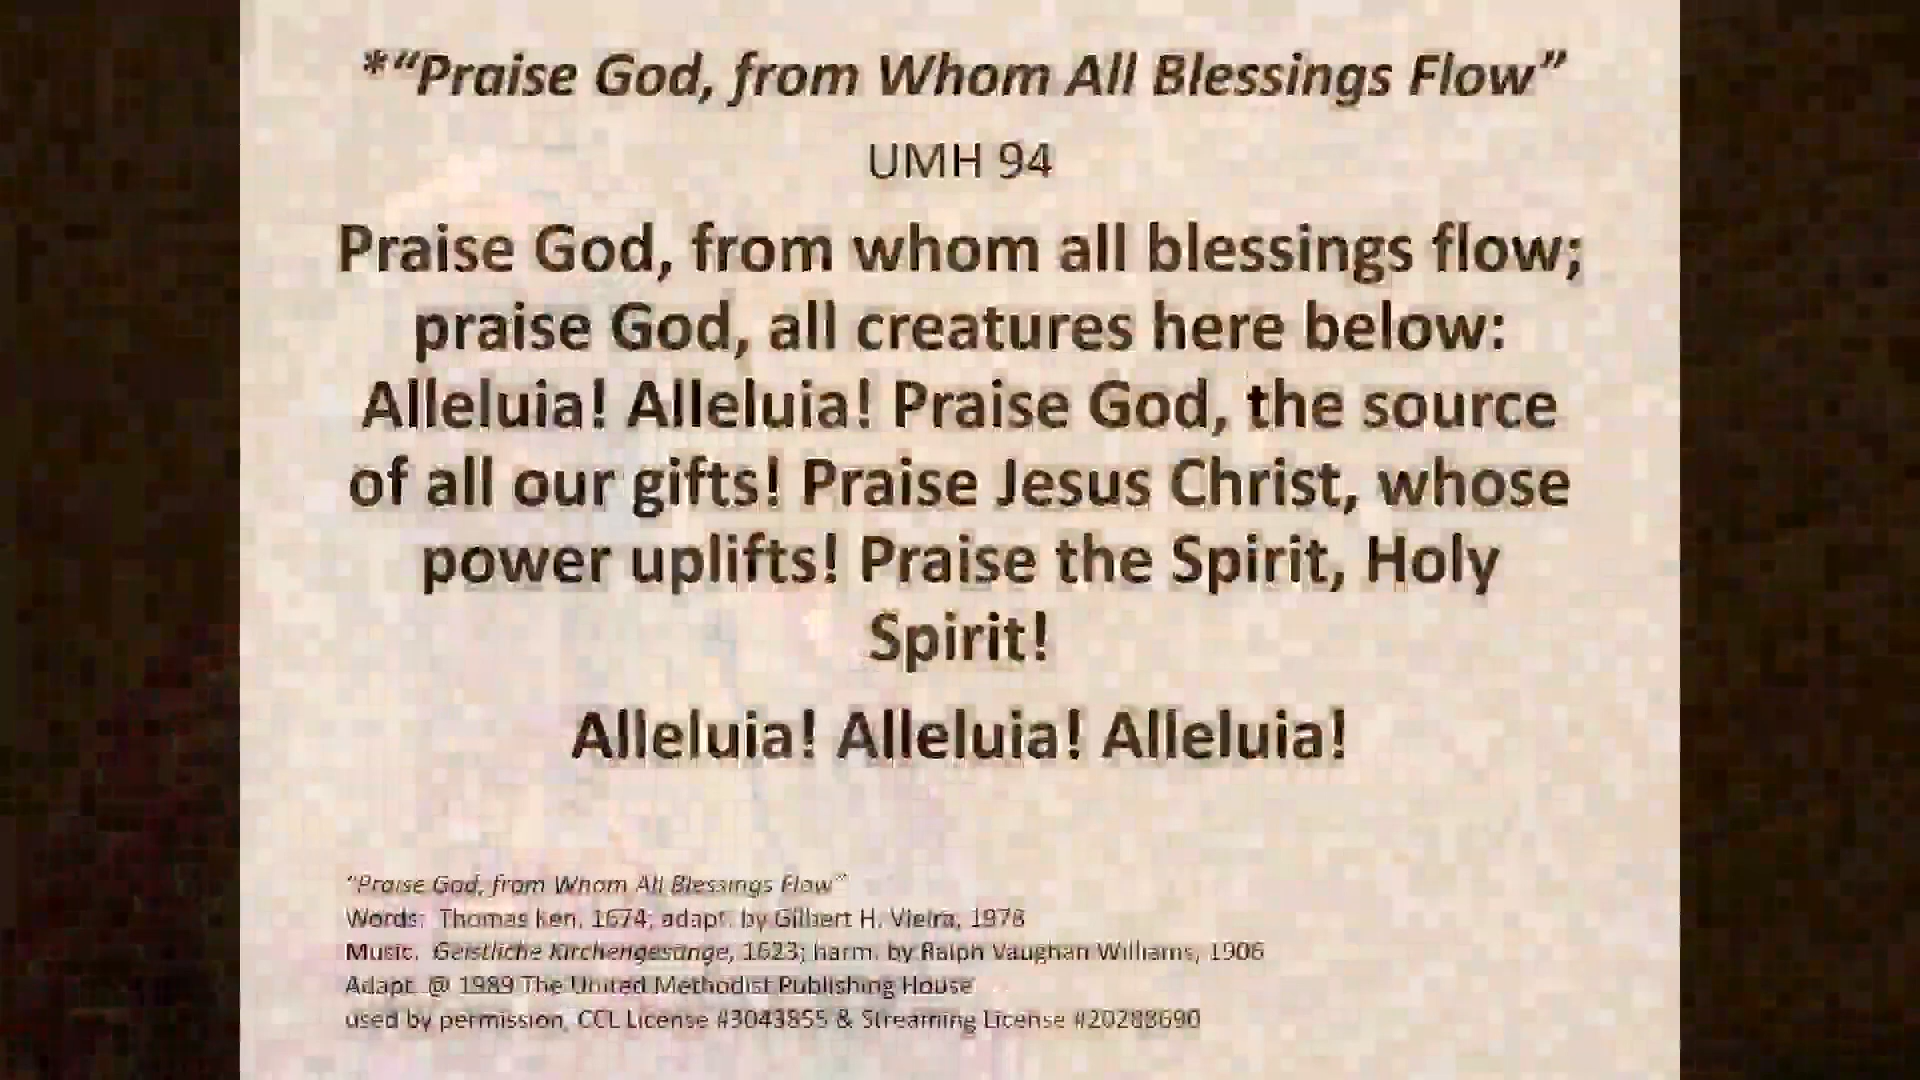 *“Praise God, from Whom All Blessings Flow”
UMH 94
Praise God, from whom all blessings flow;
praise God, all creatures here below:
Alleluia! Alleluia! Praise God, the source
of all our gifts! Praise Jesus Christ, whose
power uplifts! Praise the Spirit, Holy
Spirit!
Alleluia! Alleluia! Alleluia!
“Praise God, from Whom All Blessings Flow”
Words: Thomas Ken, 1674; adapt. by Gilbert H. Vieira, 1978
Music. Geistliche Kirchengesänge, 1623; harm. by Ralph Vaughan Williams, 1906
Adapt. @ 1989 The United Methodist Publishing House
used by permission, CCL License #3043855 & Streaming License #20288690